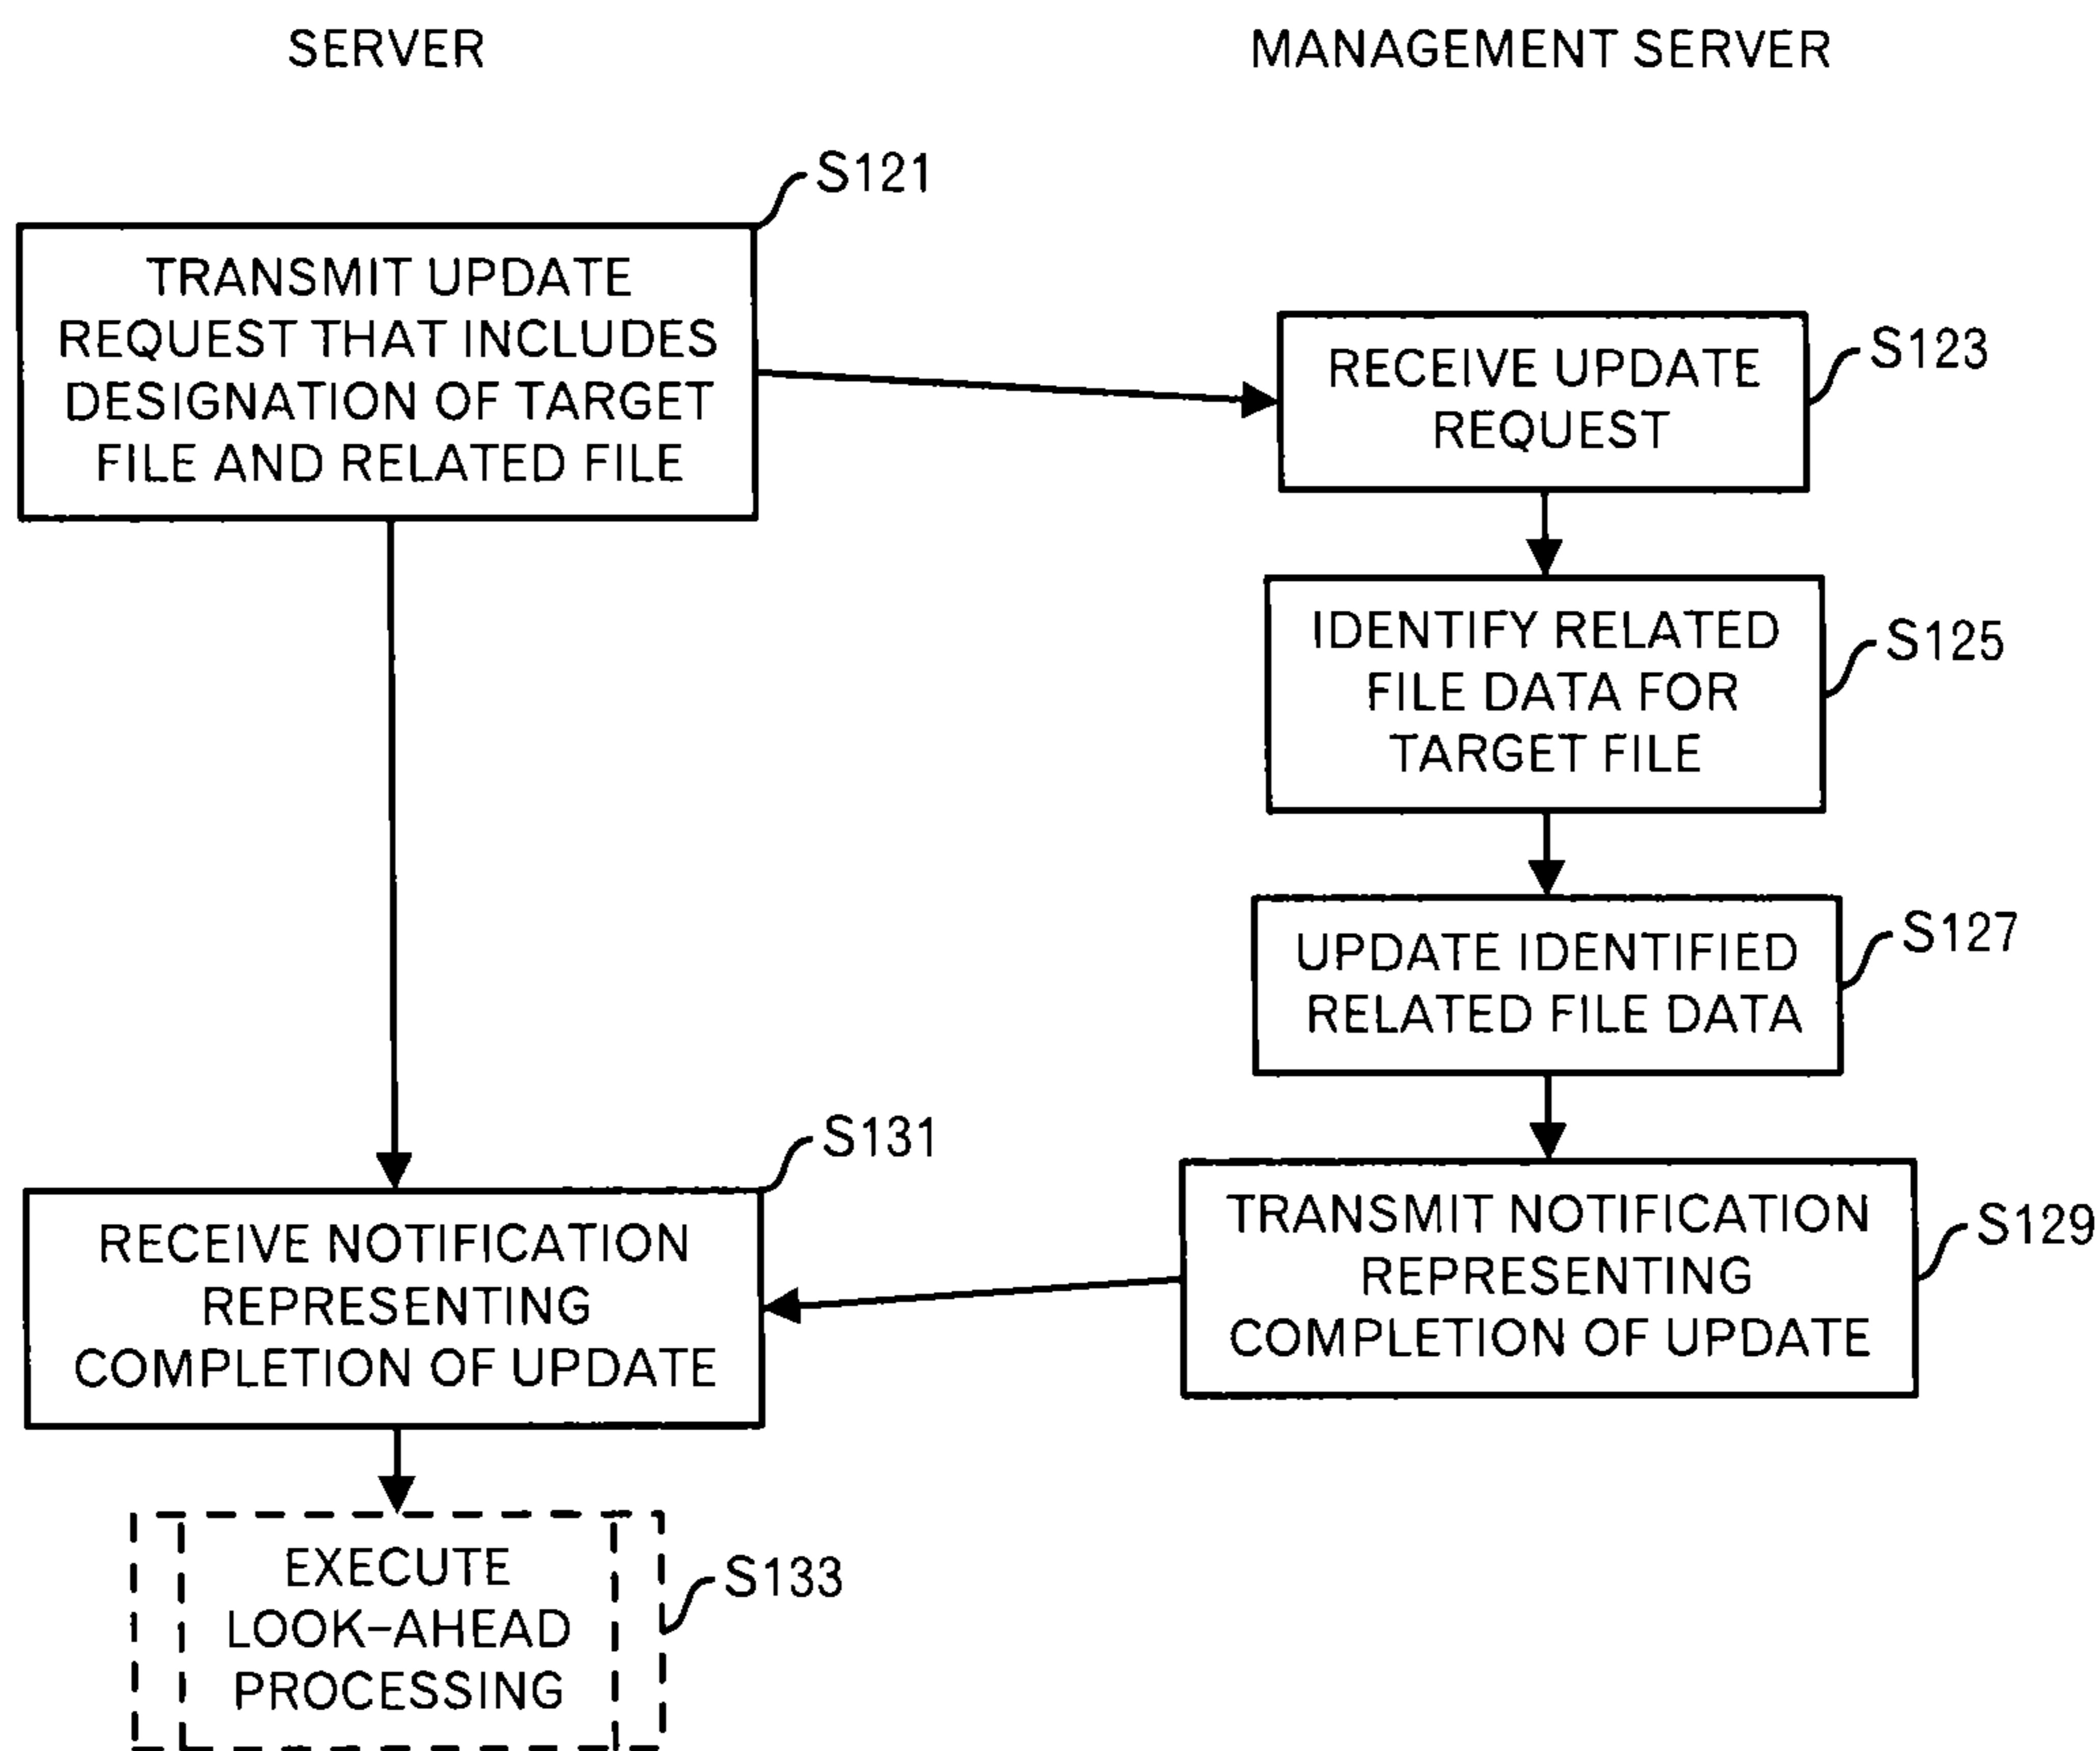 SERVER
MANAGEMENT SERVER
S121
TRANSMIT UPDATE
REQUEST THAT INCLUDES
DESIGNATION OF TARGET
FILE AND RELATED FILE
S123
RECEIVE UPDATE
REQUEST
S125
IDENTIFY RELATED
FILE DATA FOR
TARGET FILE
S127
UPDATE IDENTIFIED
RELATED FILE DATA
S129
TRANSMIT NOTIFICATION
REPRESENTING
COMPLETION OF UPDATE
S131
RECEIVE NOTIFICATION
REPRESENTING
COMPLETION OF UPDATE
S133
EXECUTE
LOOK-AHEAD
PROCESSING